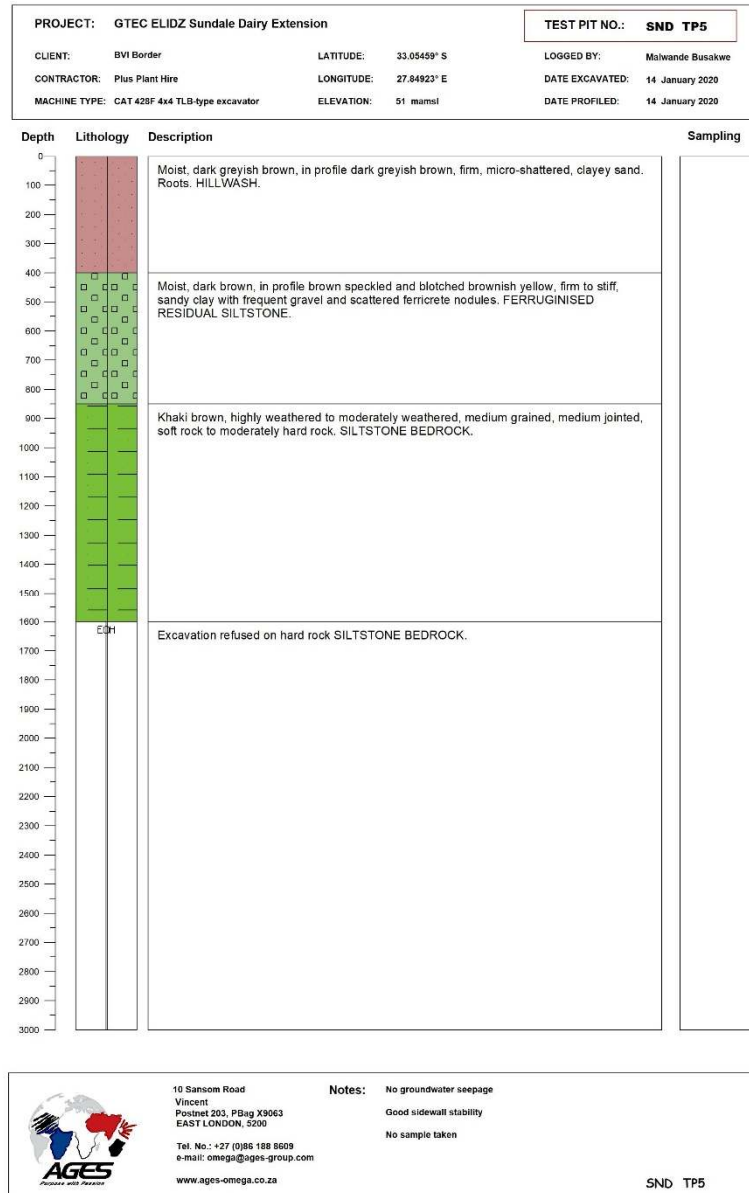 PROJECT: GTEC ELIDZ Sundale Dairy Extension
TEST PIT NO.: SND TP5
CLIENT: BVI Border LATITUDE: 33.05459° S LOGGED BY: Malwande Busakwe
CONTRACTOR: Plus Plant Hire LONGITUDE: 27.84923° E DATE EXCAVATED: 14 January 2020
MACHINE TYPE: CAT 428F 4x4 TLB-type excavator ELEVATION: 51 mamsl DATE PROFILED: 14 January 2020
Depth Lithology Description Sampling
0
Moist, dark greyish brown, in profile dark greyish brown, firm, micro-shattered, clayey sand.
Roots. HILLWASH.
100
200
300
400
Moist, dark brown, in profile brown speckled and blotched brownish yellow, firm to stiff,
sandy clay with frequent gravel and scattered ferricrete nodules. FERRUGINISED
RESIDUAL SILTSTONE.
500
600
700
800
900
Khaki brown, highly weathered to moderately weathered, medium grained, medium jointed,
soft rock to moderately hard rock. SILTSTONE BEDROCK.
1000
1100
1200
1300
1400
1500
1600
EOH
Excavation refused on hard rock SILTSTONE BEDROCK.
1700
1800
1900
2000
2100
2200
2300
2400
2500
2600
2700
2800
2900
3000
AGES
Purpose with Passion
10 Sansom Road
Vincent
Postnet 203, PBag X9063
EAST LONDON, 5200
Tel. No.: +27 (0)86 188 8609
e-mail: omega@ages-group.com
www.ages-omega.co.za
Notes: No groundwater seepage
Good sidewall stability
No sample taken
SND TP5